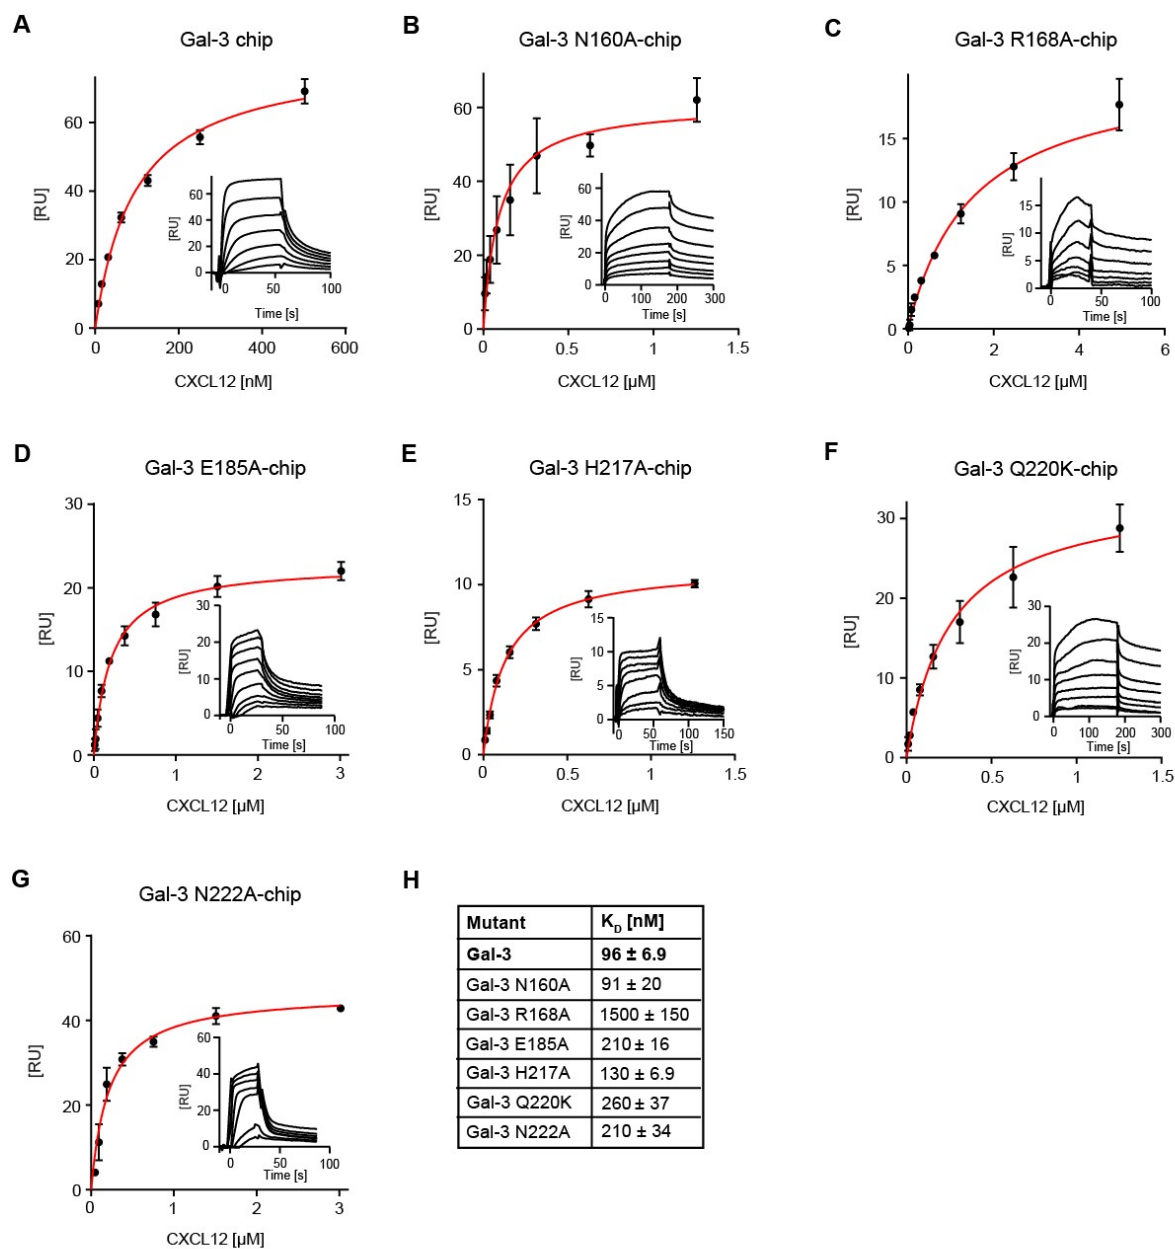 A
Gal-3 chip
[RU]
60
40
20
0
0 200 400 600
CXCL12 [nM]
[RU]
60
40
20
0
0 50 100
Time [s]
B
Gal-3 N160A-chip
[RU]
60
40
20
0
0 0.5 1 1.5
CXCL12 [µM]
[RU]
60
40
20
0
0 100 200 300
Time [s]
C
Gal-3 R168A-chip
[RU]
15
10
5
0
0 2 4 6
CXCL12 [µM]
[RU]
15
10
5
0
0 50 100
Time [s]
D
Gal-3 E185A-chip
[RU]
30
20
10
0
0 1 2 3
CXCL12 [µM]
[RU]
30
20
10
0
0 50 100
Time [s]
E
Gal-3 H217A-chip
[RU]
15
10
5
0
0 0.5 1 1.5
CXCL12 [µM]
[RU]
15
10
5
0
0 50 100 150
Time [s]
F
Gal-3 Q220K-chip
[RU]
30
20
10
0
0 0.5 1 1.5
CXCL12 [µM]
[RU]
30
20
10
0
0 100 200 300
Time [s]
G
Gal-3 N222A-chip
[RU]
60
40
20
0
0 1 2 3
CXCL12 [µM]
[RU]
60
40
20
0
0 50 100
Time [s]
H
Mutant K_D [nM]
Gal-3 96 ± 6.9
Gal-3 N160A 91 ± 20
Gal-3 R168A 1500 ± 150
Gal-3 E185A 210 ± 16
Gal-3 H217A 130 ± 6.9
Gal-3 Q220K 260 ± 37
Gal-3 N222A 210 ± 34